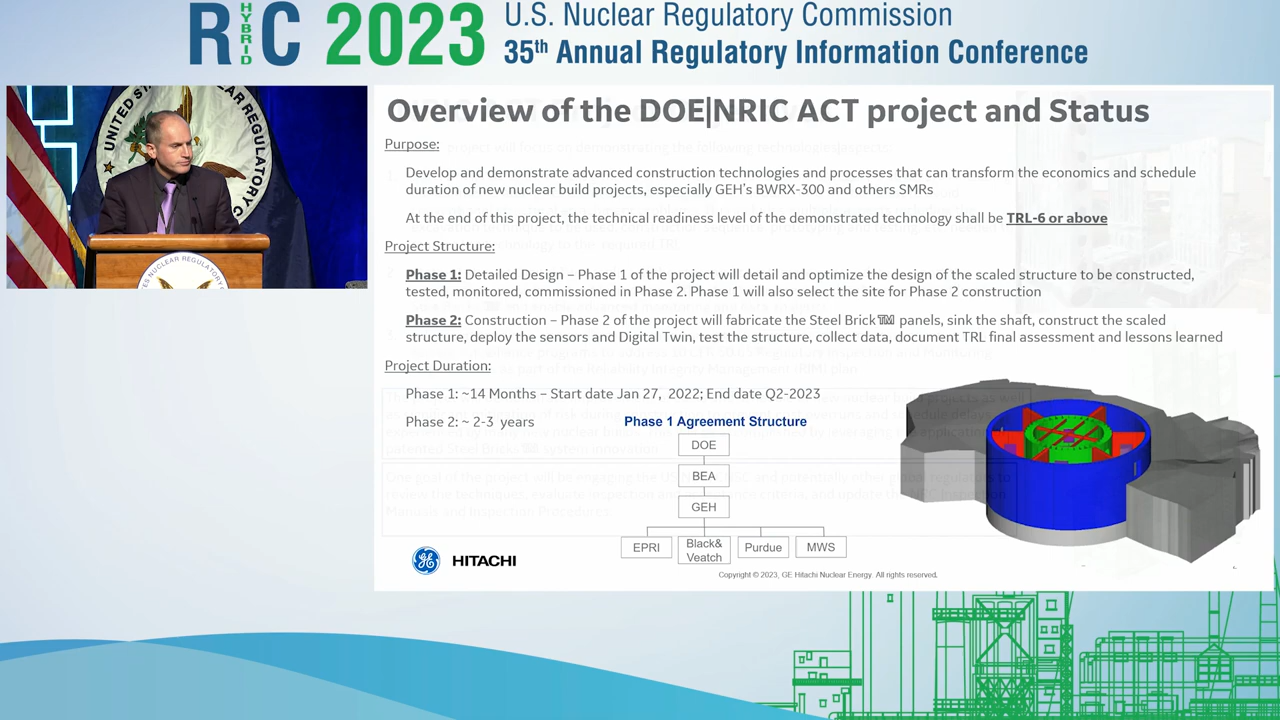 RIC HYBRID 2023
U.S. Nuclear Regulatory Commission
35th Annual Regulatory Information Conference
UNITED STATES NUCLEAR REGULATORY C
NUCLEAR REGULATORY C
Overview of the DOE|NRIC ACT project and Status
Purpose:
Develop and demonstrate advanced construction technologies and processes that can transform the economics and schedule
duration of new nuclear build projects, especially GEH's BWRX-300 and others SMRs
At the end of this project, the technical readiness level of the demonstrated technology shall be TRL-6 or above
Project Structure:
Phase 1: Detailed Design – Phase 1 of the project will detail and optimize the design of the scaled structure to be constructed,
tested, monitored, commissioned in Phase 2. Phase 1 will also select the site for Phase 2 construction
Phase 2: Construction – Phase 2 of the project will fabricate the Steel Brick™ panels, sink the shaft, construct the scaled
structure, deploy the sensors and Digital Twin, test the structure, collect data, document TRL final assessment and lessons learned
Project Duration:
Phase 1: ~14 Months – Start date Jan 27, 2022; End date Q2-2023
Phase 2: ~ 2-3 years
Phase 1 Agreement Structure
DOE
BEA
GEH
EPRI
Black&
Veatch
Purdue
MWS
GE HITACHI
Copyright © 2023, GE Hitachi Nuclear Energy. All rights reserved.